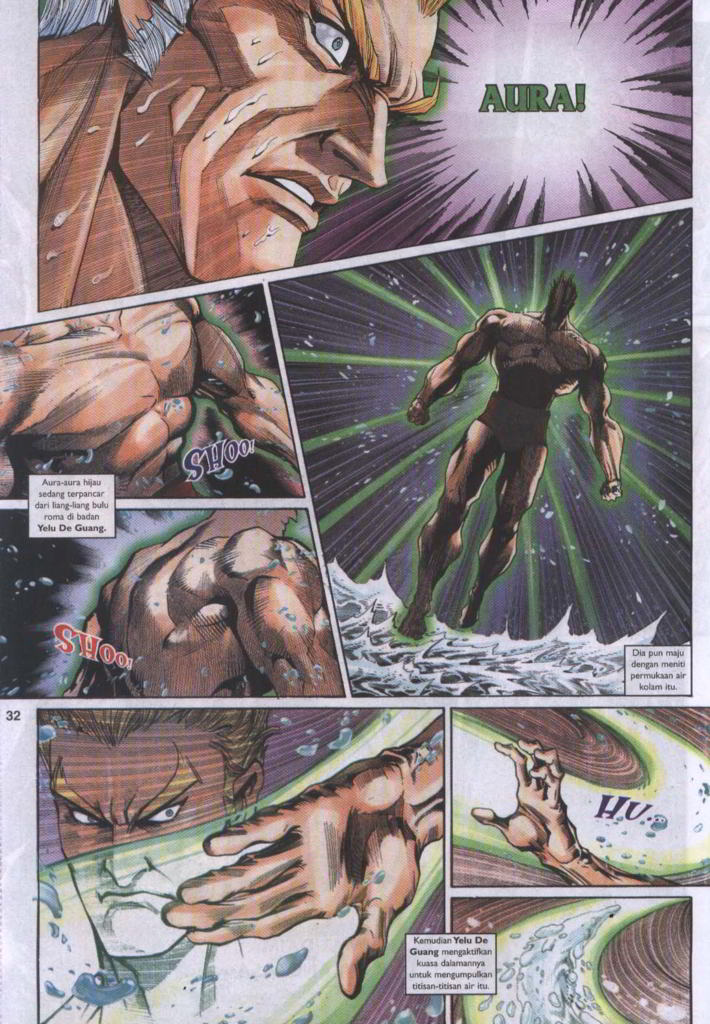 AURA!
SHOO!
Aura-aura hijau
sedang terpancar
dari liang-liang bulu
roma di badan
Yelu De Guang.
SHOO!
Dia pun maju
dengan meniti
permukaan air
kolam itu.
32
HU..
Kemudian Yelu De
Guang mengaktifkan
kuasa dalamannya
untuk mengumpulkan
titisan-titisan air itu.